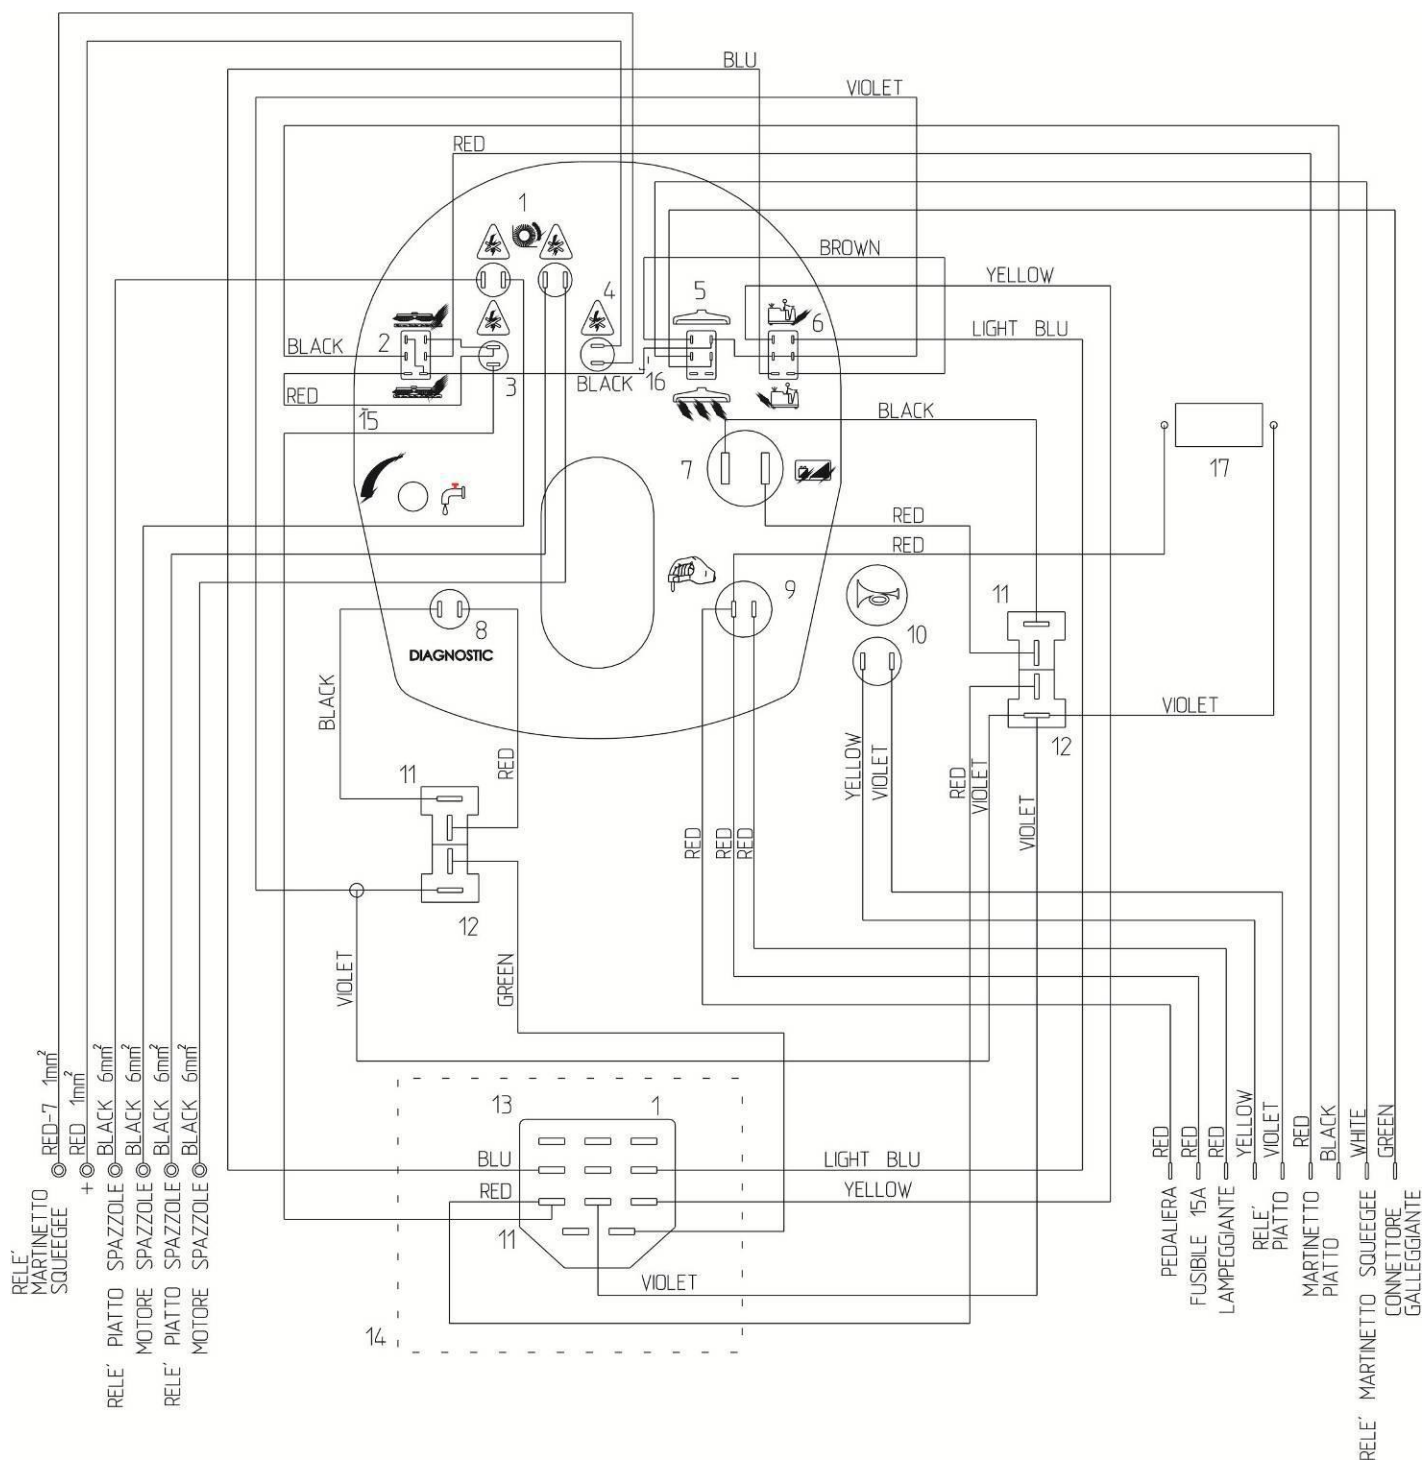 BLU
VIOLET
RED
1
BROWN
YELLOW
4
5
6
LIGHT BLU
BLACK
2
3
BLACK
16
RED
15
BLACK
17
7
RED
RED
9
11
10
8
DIAGNOSTIC
BLACK
VIOLET
12
RED
YELLOW
VIOLET
RED
VIOLET
VIOLET
11
RED
RED
RED
12
VIOLET
GREEN
13
1
BLU
LIGHT BLU
RED
YELLOW
11
VIOLET
14
RED-7 1mm²
RED 1mm²
BLACK 6mm²
BLACK 6mm²
BLACK 6mm²
BLACK 6mm²
RELE'
MARTINETTO
SQUEEGEE
+
RELE' PIATTO SPAZZOLE
MOTORE SPAZZOLE
RELE' PIATTO SPAZZOLE
MOTORE SPAZZOLE
RED
RED
RED
YELLOW
VIOLET
RED
BLACK
WHITE
GREEN
PEDALIERA
FUSIBILE 15A
LAMPEGGIANTE
RELE'
PIATTO
MARTINETTO
PIATTO
RELE' MARTINETTO SQUEEGEE
CONNETTORE
GALLEGGIANTE